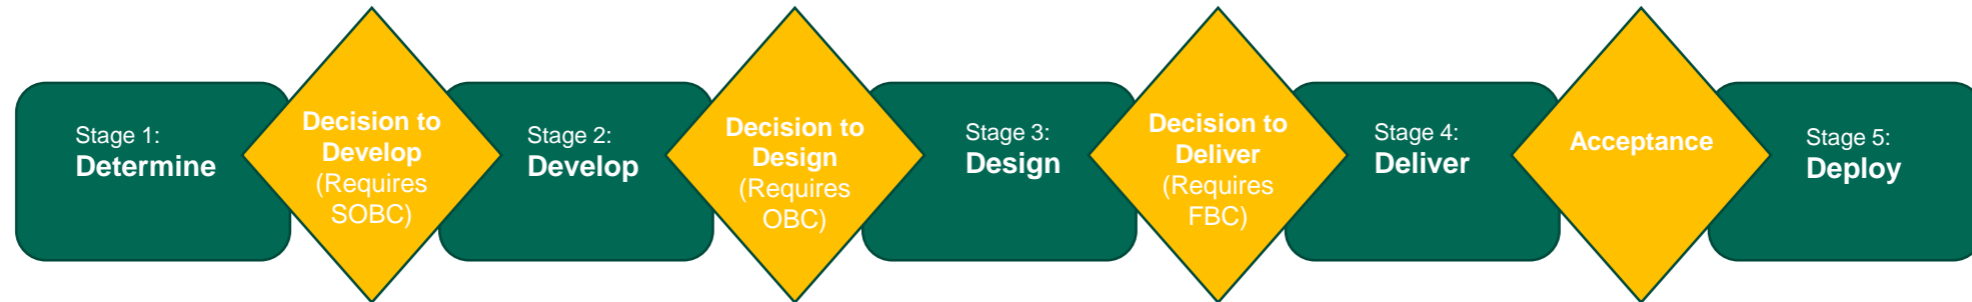 Stage 1:
Determine
Decision to
Develop
(Requires
SOBC)
Stage 2:
Develop
Decision to
Design
(Requires
OBC)
Stage 3:
Design
Decision to
Deliver
(Requires
FBC)
Stage 4:
Deliver
Acceptance
Stage 5:
Deploy